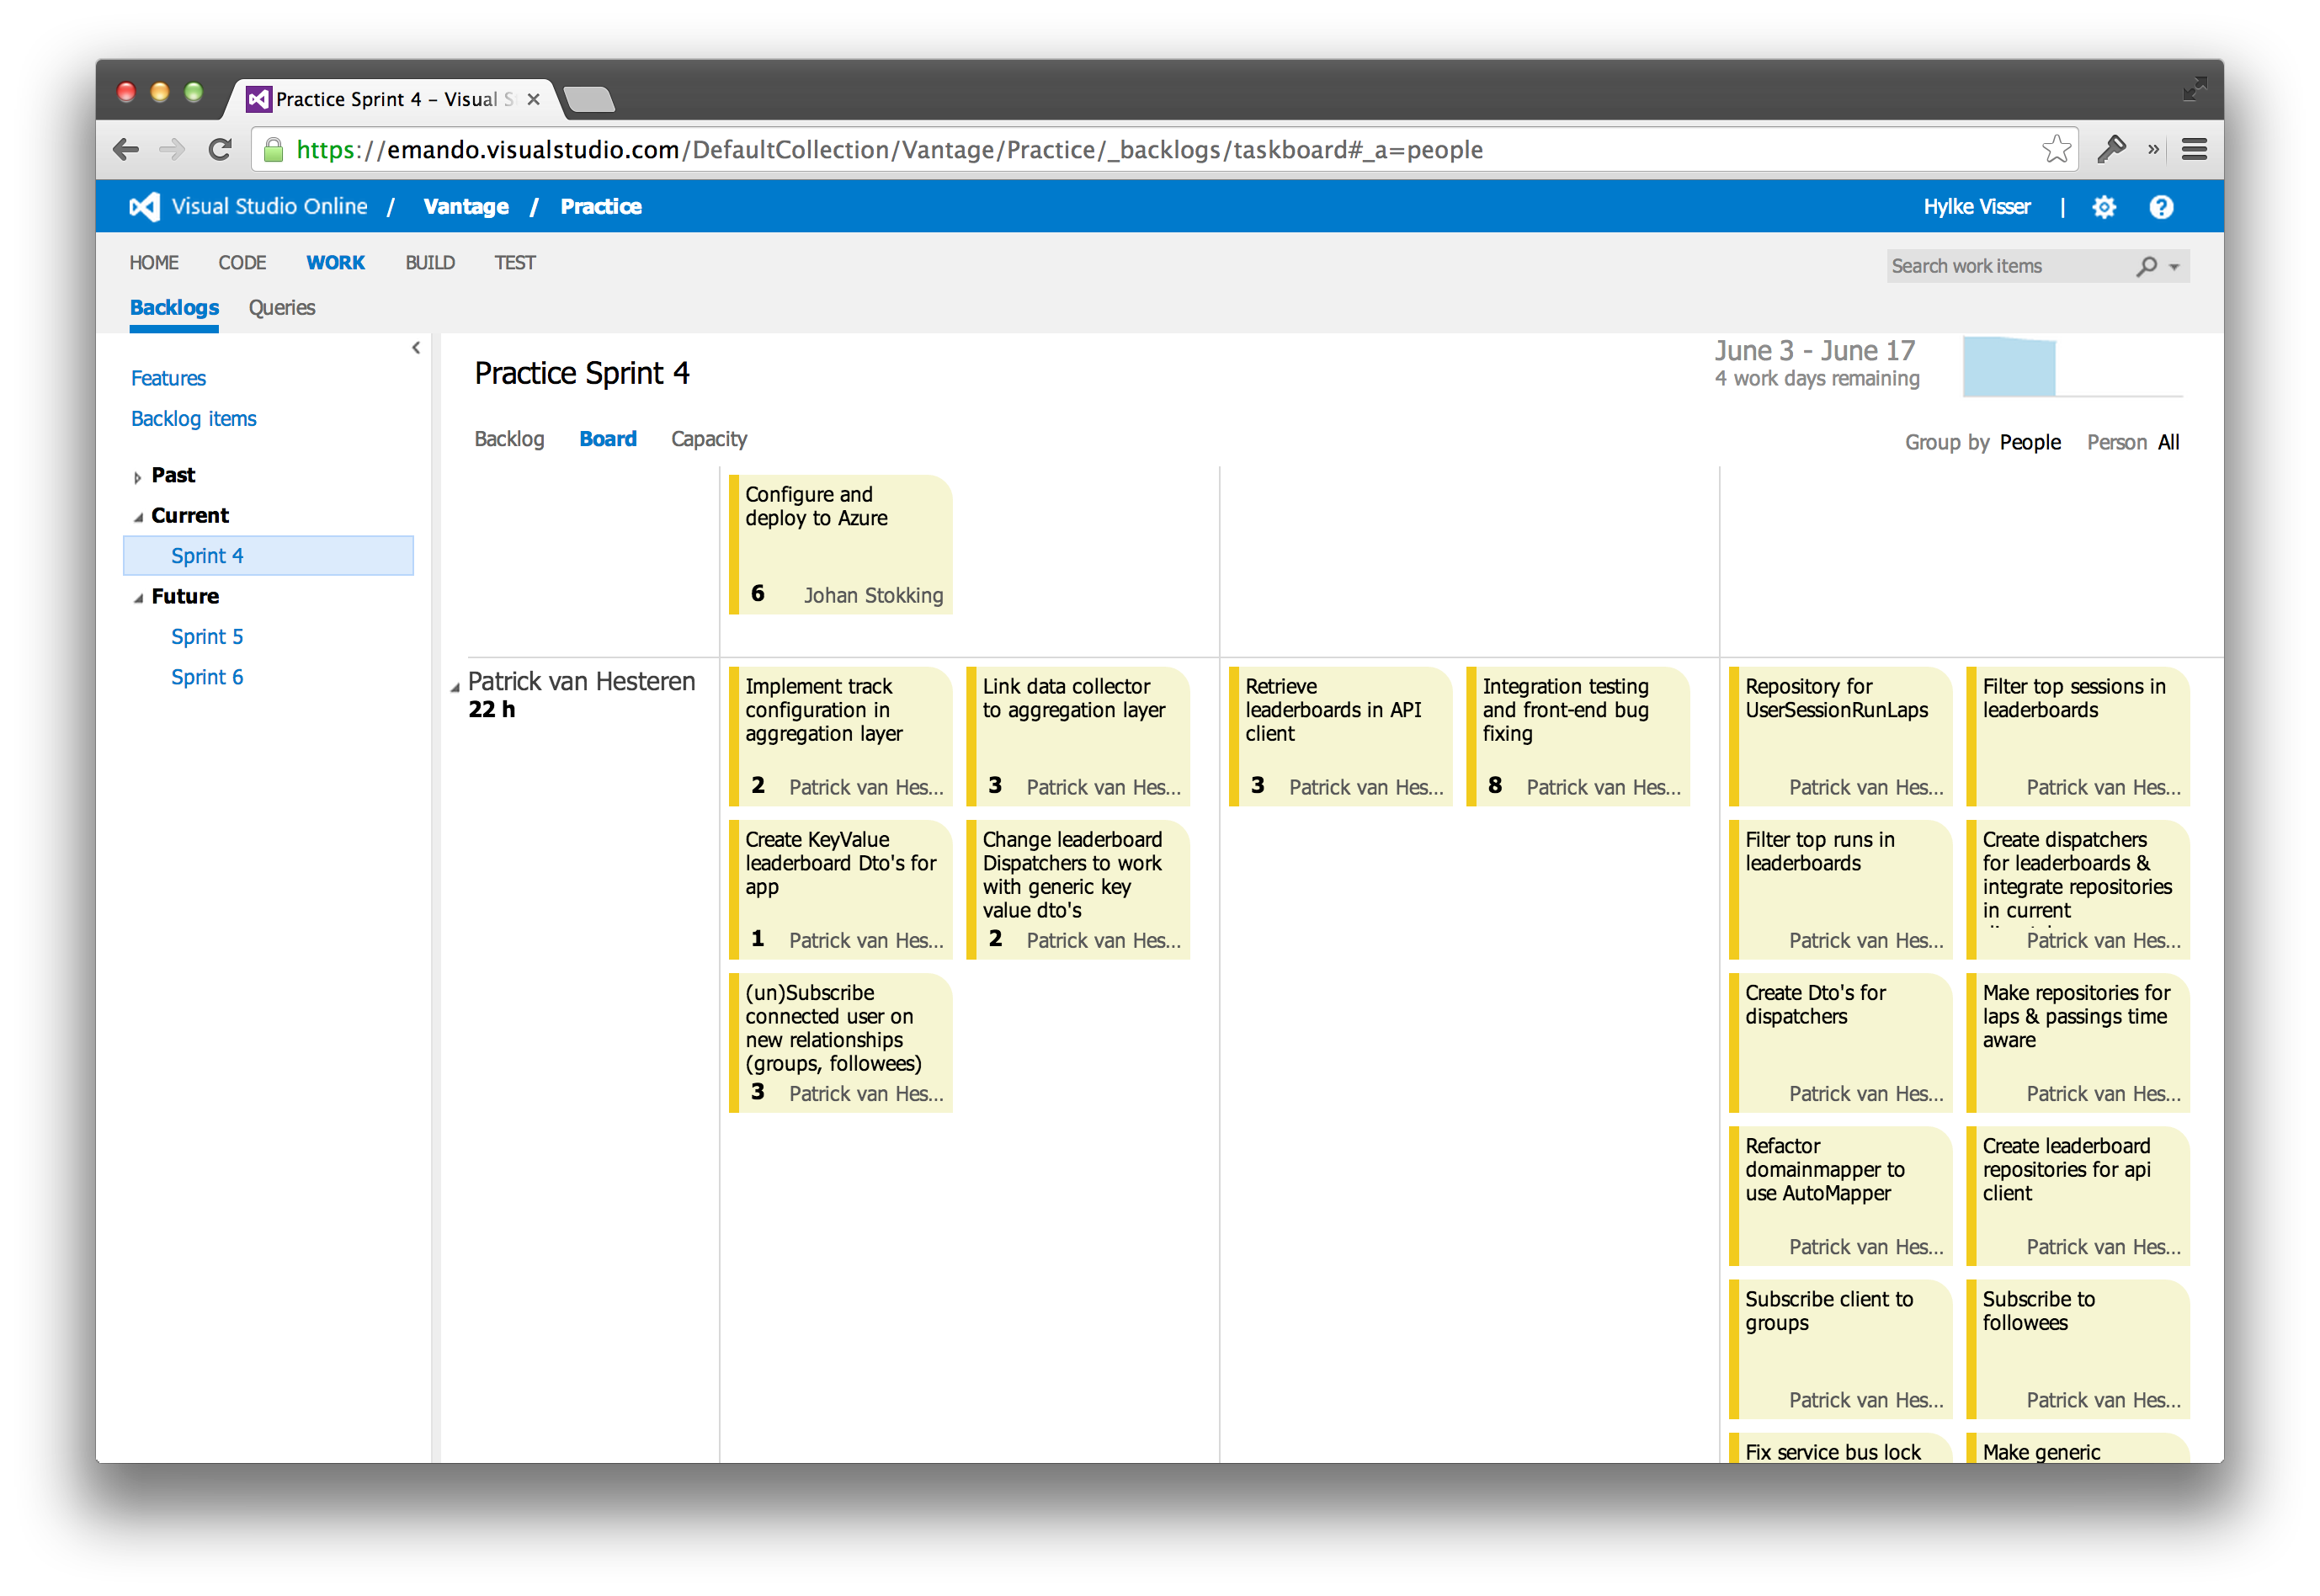 Practice Sprint 4 – Visual S
https://emando.visualstudio.com/DefaultCollection/Vantage/Practice/_backlogs/taskboard#_a=people
»
Visual Studio Online / Vantage / Practice
Hylke Visser |
?
HOME CODE WORK BUILD TEST
Search work items
Backlogs Queries
Features
Backlog items
Past
Current
Sprint 4
Future
Sprint 5
Sprint 6
Practice Sprint 4
June 3 - June 17
4 work days remaining
Backlog Board Capacity
Group by People Person All
Configure and
deploy to Azure
6 Johan Stokking
Patrick van Hesteren
22 h
Implement track
configuration in
aggregation layer
2 Patrick van Hes...
Link data collector
to aggregation layer
3 Patrick van Hes...
Create KeyValue
leaderboard Dto's for
app
1 Patrick van Hes...
Change leaderboard
Dispatchers to work
with generic key
value dto's
2 Patrick van Hes...
(un)Subscribe
connected user on
new relationships
(groups, followees)
3 Patrick van Hes...
Retrieve
leaderboards in API
client
3 Patrick van Hes...
Integration testing
and front-end bug
fixing
8 Patrick van Hes...
Repository for
UserSessionRunLaps
Patrick van Hes...
Filter top sessions in
leaderboards
Patrick van Hes...
Filter top runs in
leaderboards
Patrick van Hes...
Create dispatchers
for leaderboards &
integrate repositories
in current
Patrick van Hes...
Create Dto's for
dispatchers
Patrick van Hes...
Make repositories for
laps & passings time
aware
Patrick van Hes...
Refactor
domainmapper to
use AutoMapper
Patrick van Hes...
Create leaderboard
repositories for api
client
Patrick van Hes...
Subscribe client to
groups
Patrick van Hes...
Subscribe to
followees
Patrick van Hes...
Fix service bus lock
Make generic